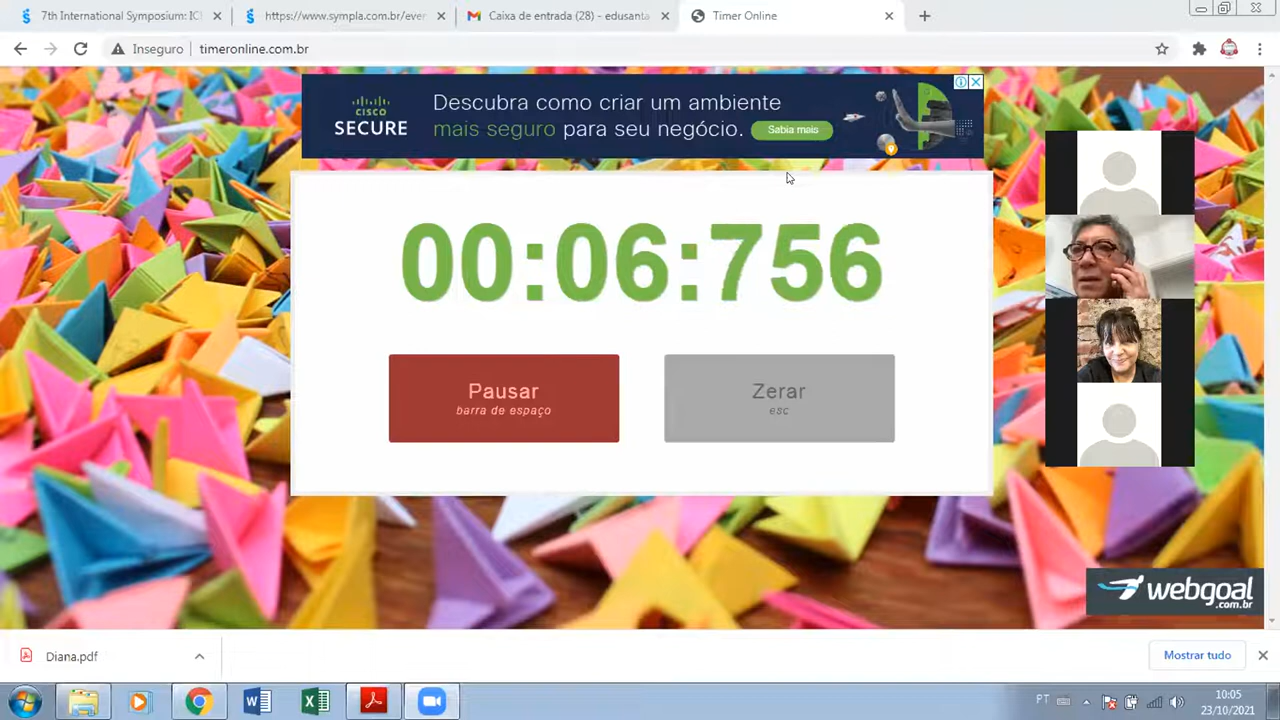 7th International Symposium: IC
https://www.sympla.com.br/even
Caixa de entrada (28) - edusanta
Timer Online
Inseguro
timeronline.com.br
CISCO
SECURE
Descubra como criar um ambiente
mais seguro para seu negócio.
Sabia mais
00:06:756
Pausar
barra de espaço
Zerar
esc
webgoal
.com.br
Diana.pdf
Mostrar tudo
PT
10:05
23/10/2021